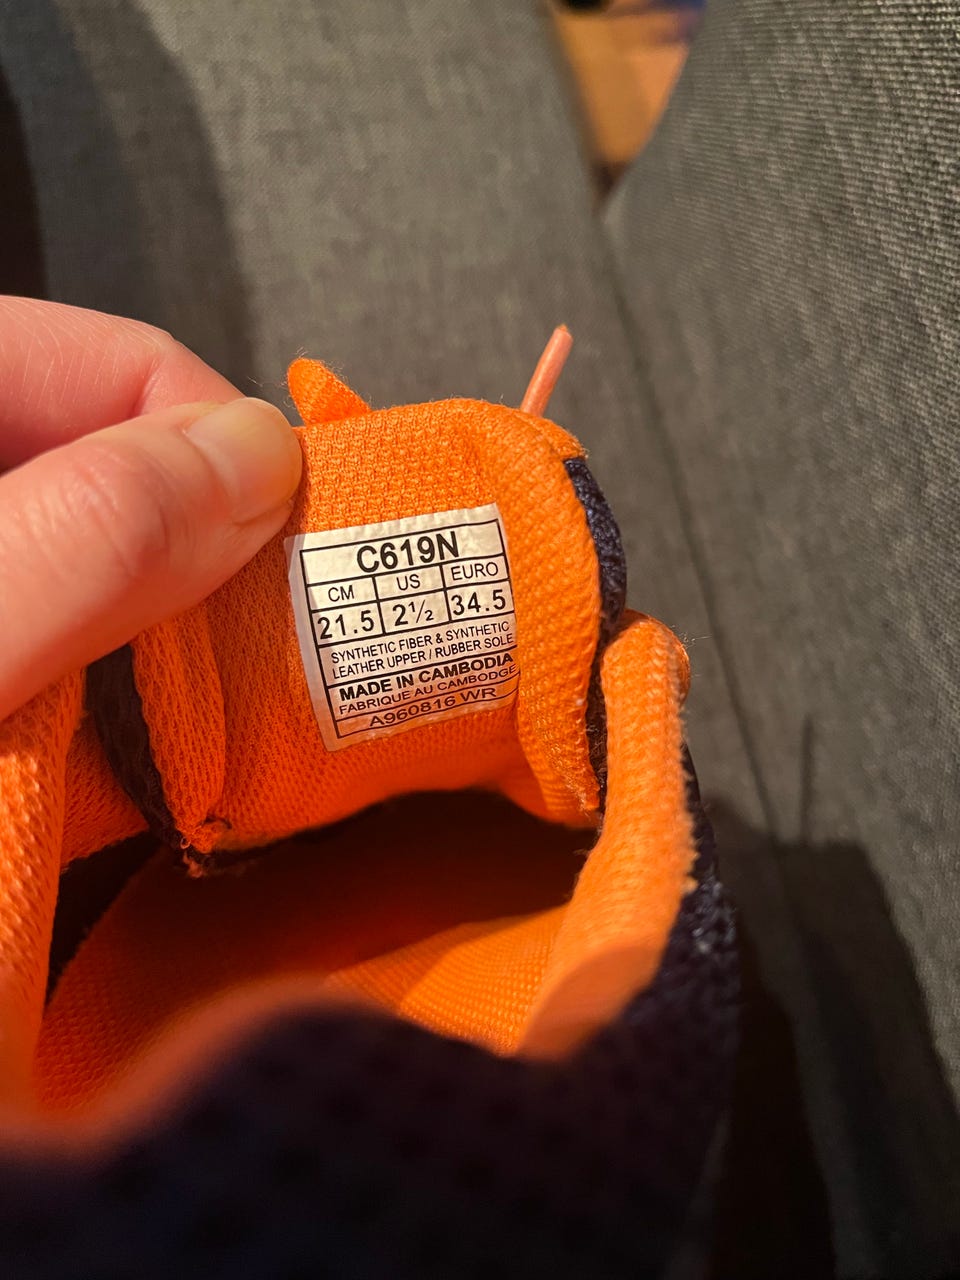 C619N
CM US EURO
21.5 2½ 34.5
SYNTHETIC FIBER & SYNTHETIC
LEATHER UPPER / RUBBER SOLE
MADE IN CAMBODIA
FABRIQUE AU CAMBODGE
A960816 WR